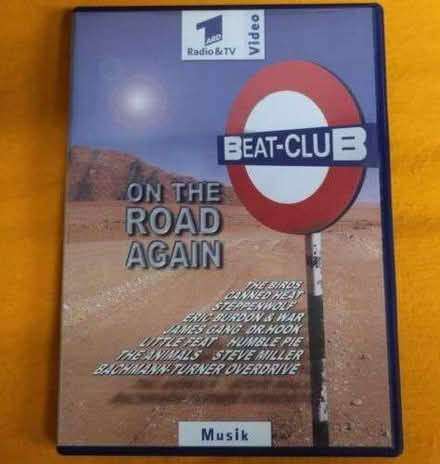 1
ARD
Radio & TV
Video
BEAT-CLUB
ON THE
ROAD
AGAIN
THE BIRDS
CANNED HEAT
STEPPENWOLF
ERIC BURDON & WAR
JAMES GANG DR.HOOK
LITTLE FEAT HUMBLE PIE
THE ANIMALS STEVE MILLER
BACHMANN-TURNER OVERDRIVE
Musik